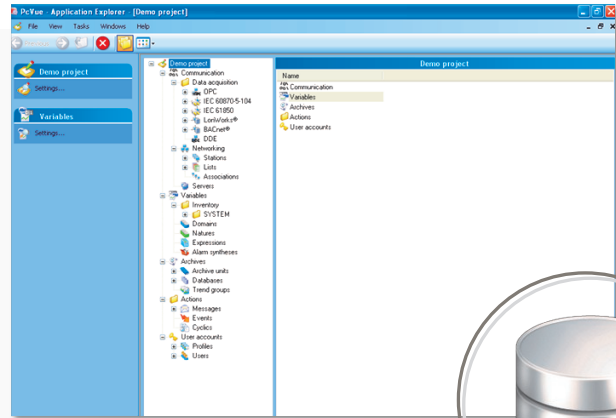 PcVue - Application Explorer - [Demo project]
File View Tasks Windows Help
Demo project
Settings...
Variables
Settings...
Demo project
Communication
Data acquisition
OPC
IEC 60870-5-104
IEC 61850
LonWorks®
BACnet®
DDE
Networking
Stations
Lists
Associations
Servers
Variables
Inventory
SYSTEM
Domains
Natures
Expressions
Alarm syntheses
Archives
Archive units
Databases
Trend groups
Actions
Messages
Events
Cyclics
User accounts
Profiles
Users
Demo project
Name
Communication
Variables
Archives
Actions
User accounts